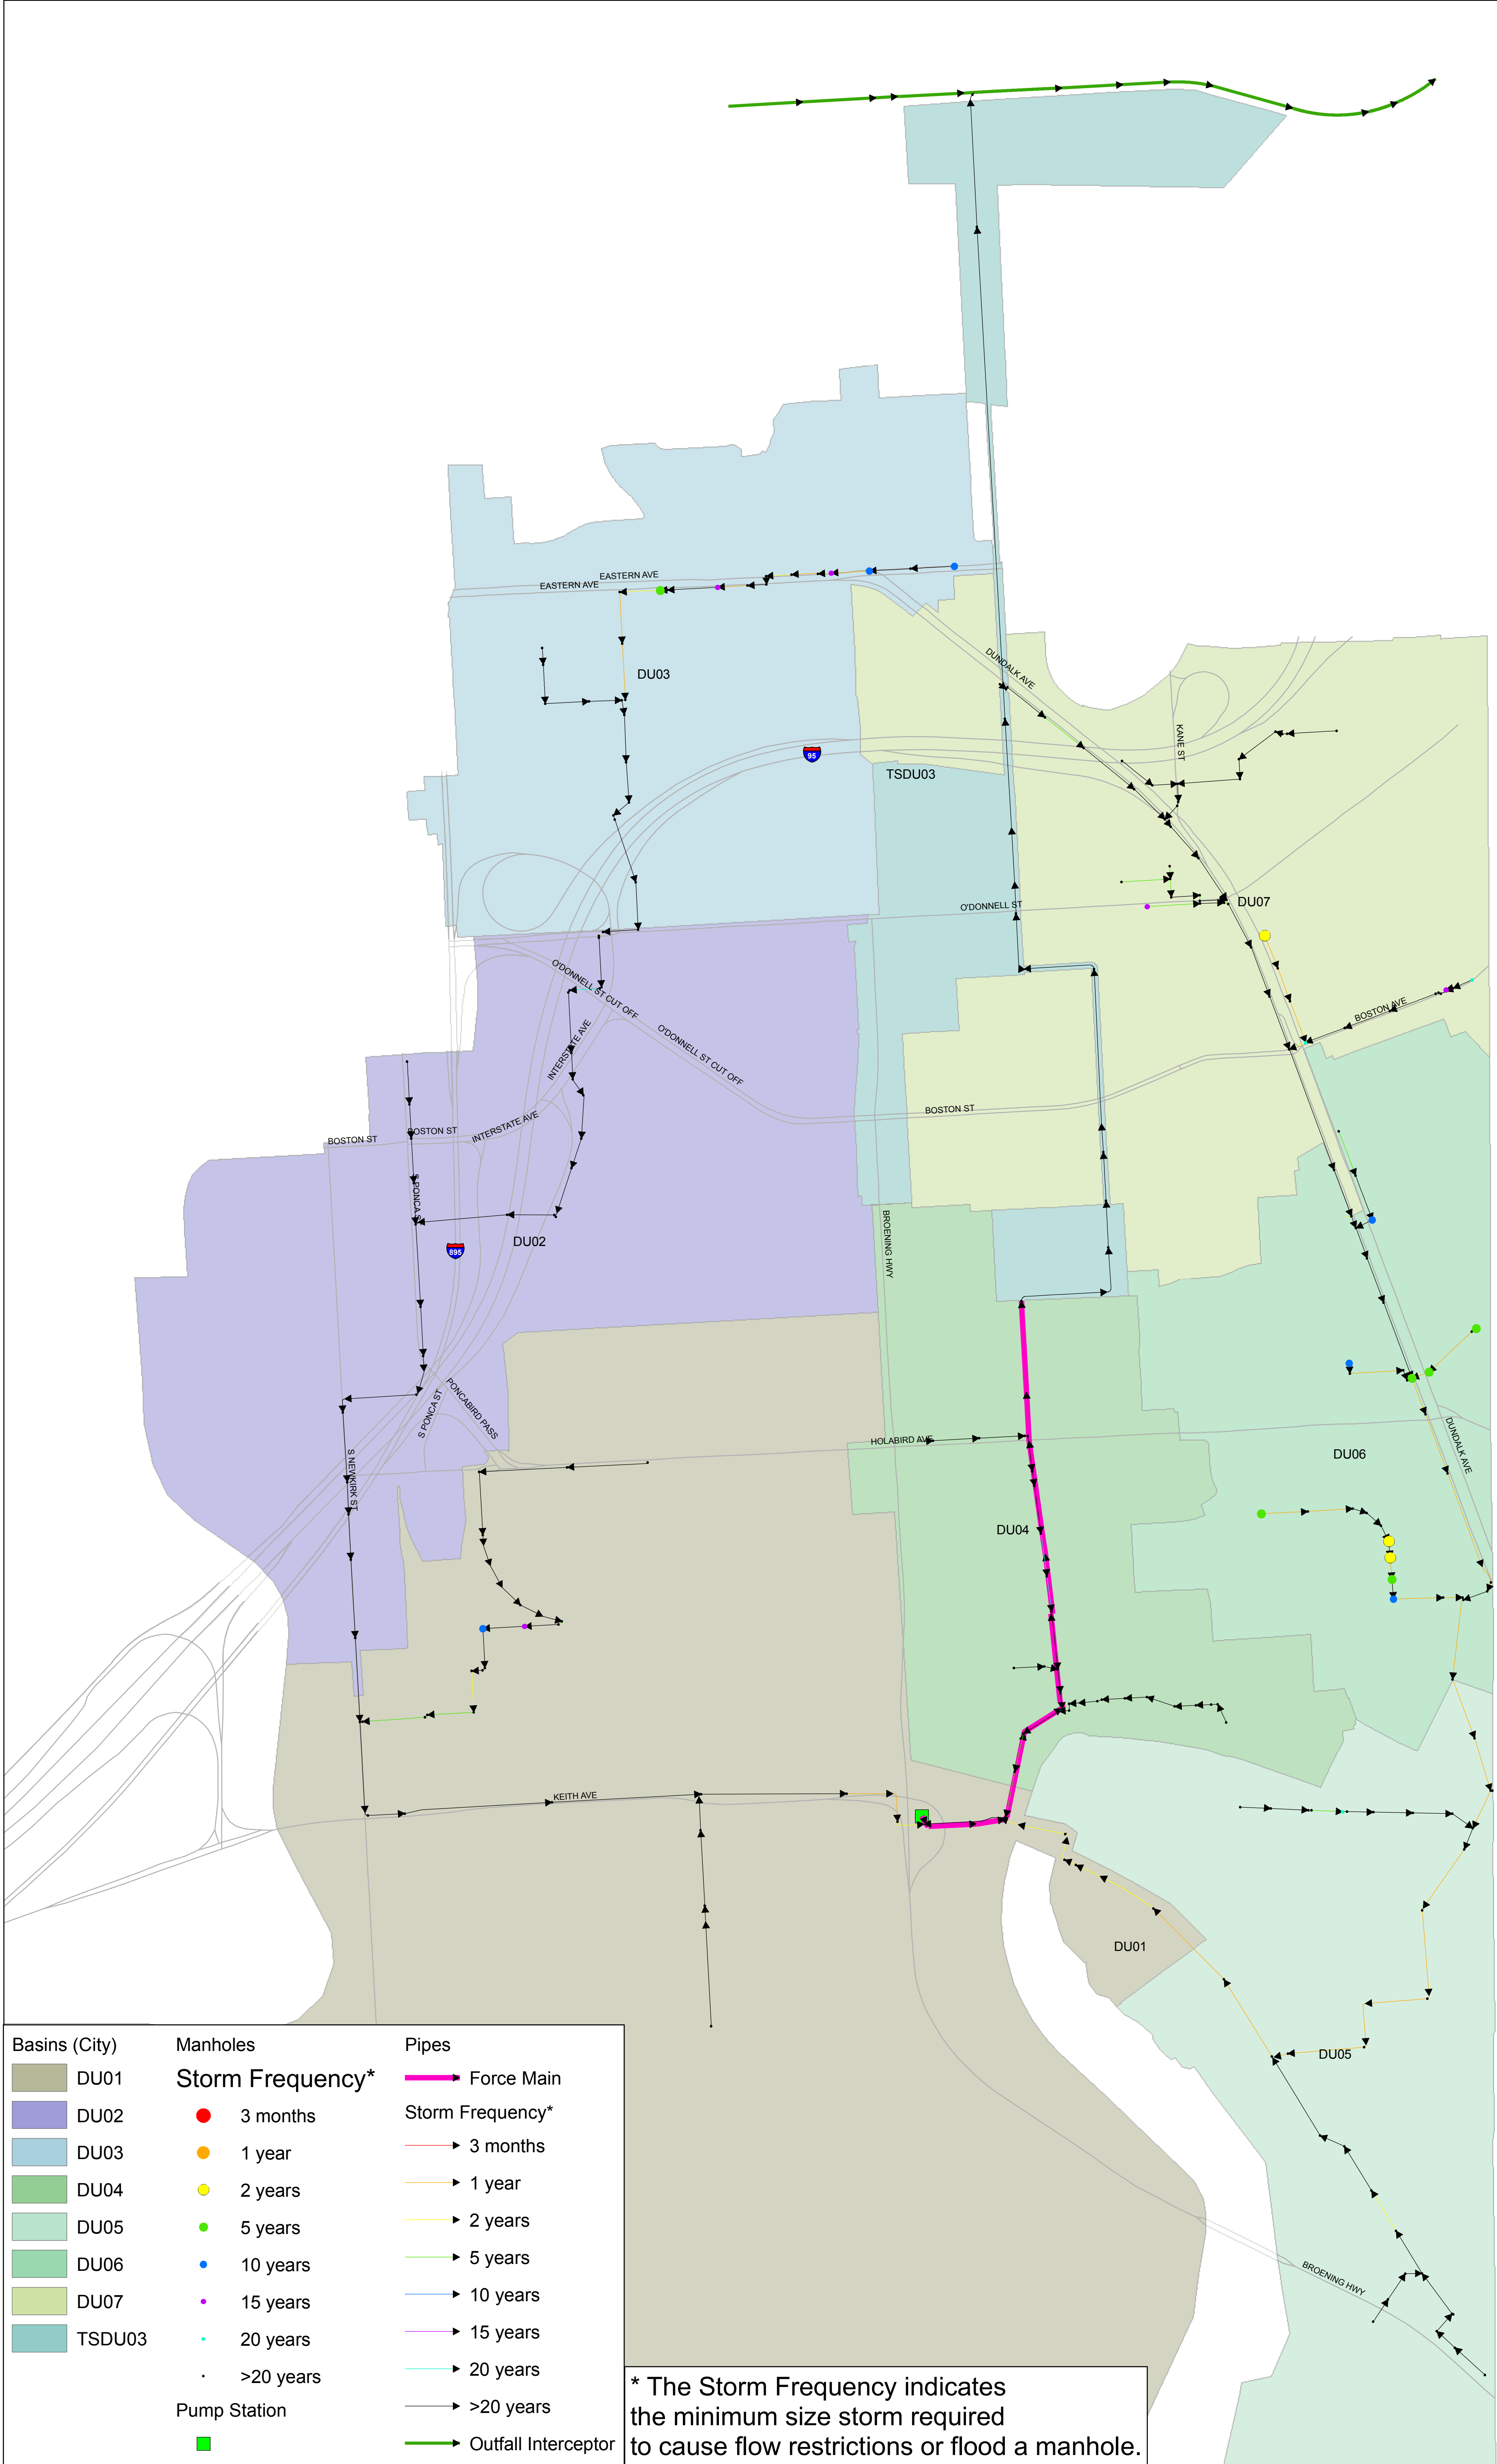 EASTERN AVE
EASTERN AVE
DU03
DUNDALK AVE
KANE ST
95
TSDU03
O'DONNELL ST
DU07
O'DONNELL ST CUT OFF
INTERSTATE AVE
O'DONNELL ST CUT OFF
BOSTON AVE
BOSTON ST
BOSTON ST
BOSTON ST
INTERSTATE AVE
S PONCA S
895
DU02
BROENING HWY
S PONCA ST
PONCABIRD PASS
HOLABIRD AVE
DUNDALK AVE
DU06
S NEWKIRK ST
DU04
KEITH AVE
DU01
DU05
BROENING HWY
Basins (City)
DU01
DU02
DU03
DU04
DU05
DU06
DU07
TSDU03
Manholes
Storm Frequency*
3 months
1 year
2 years
5 years
10 years
15 years
20 years
>20 years
Pump Station
Pipes
Force Main
Storm Frequency*
3 months
1 year
2 years
5 years
10 years
15 years
20 years
>20 years
Outfall Interceptor
* The Storm Frequency indicates
the minimum size storm required
to cause flow restrictions or flood a manhole.